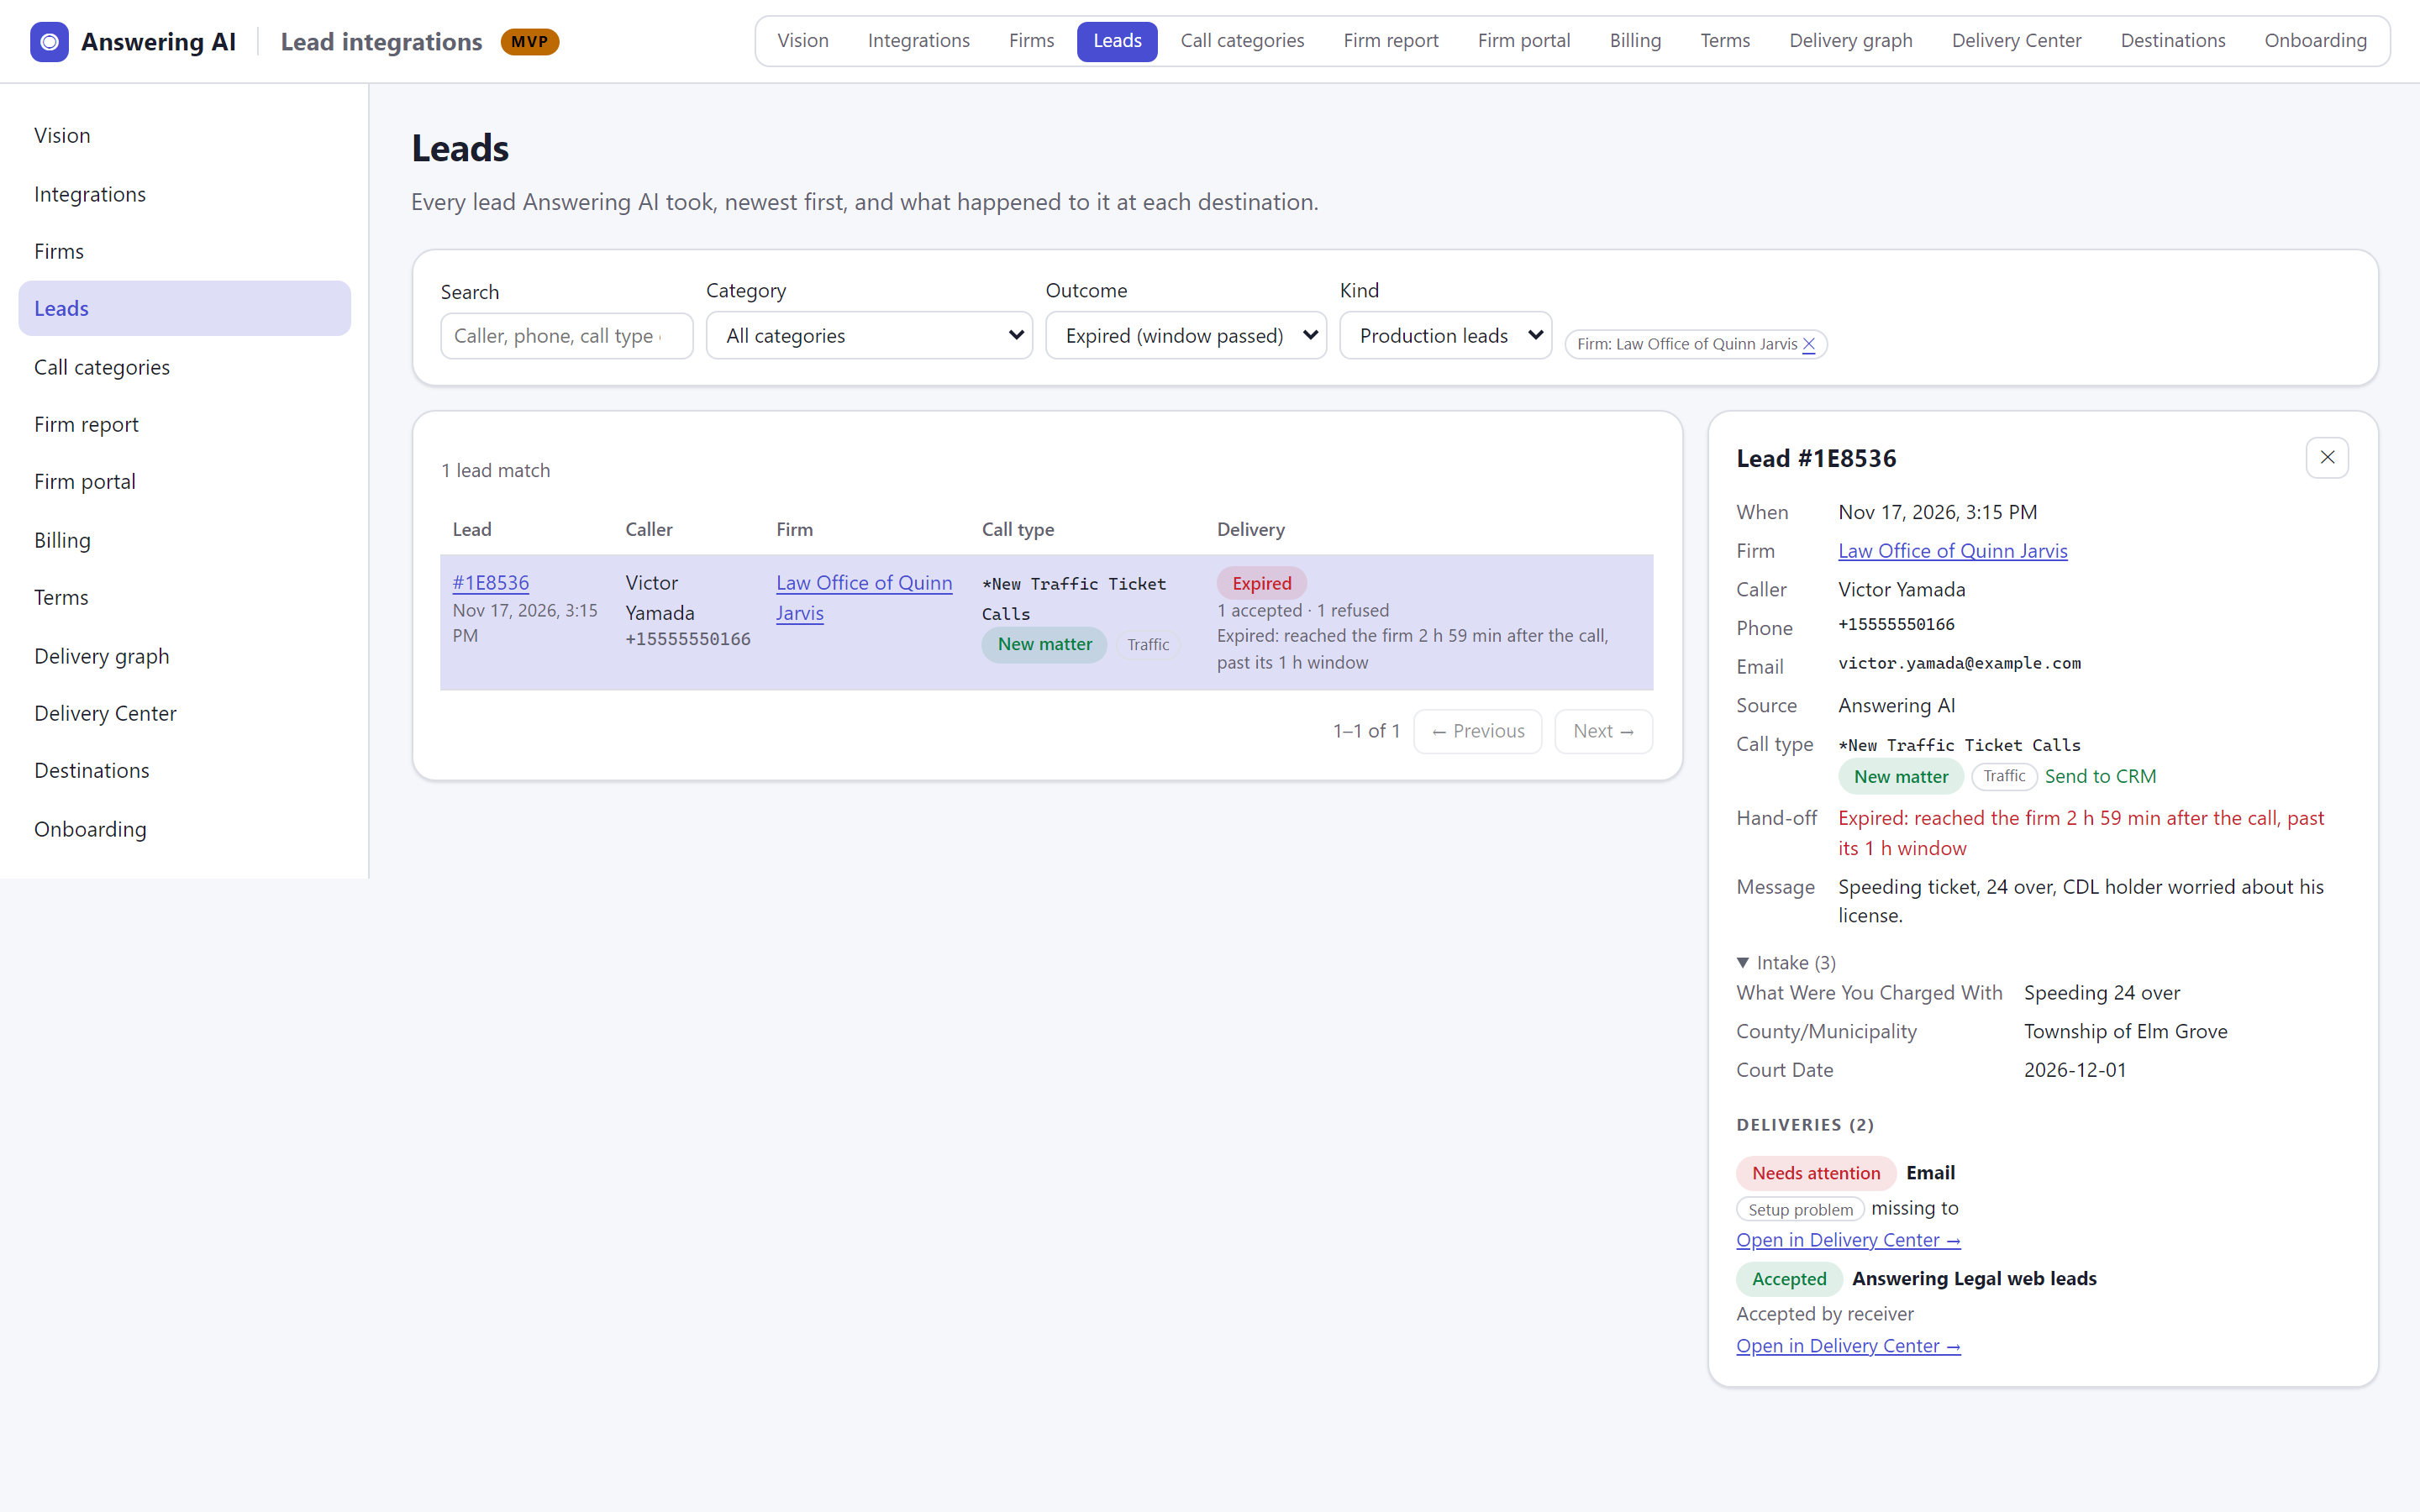 Answering AI
Lead integrations
MVP
Vision
Integrations
Firms
Leads
Call categories
Firm report
Firm portal
Billing
Terms
Delivery graph
Delivery Center
Destinations
Onboarding
Vision
Integrations
Firms
Leads
Call categories
Firm report
Firm portal
Billing
Terms
Delivery graph
Delivery Center
Destinations
Onboarding
Leads
Every lead Answering AI took, newest first, and what happened to it at each destination.
Search
Caller, phone, call type
Category
All categories
Outcome
Expired (window passed)
Kind
Production leads
Firm: Law Office of Quinn Jarvis ×
1 lead match
Lead Caller Firm Call type Delivery
#1E8536
Nov 17, 2026, 3:15
PM
Victor
Yamada
+15555550166
Law Office of Quinn
Jarvis
*New Traffic Ticket
Calls
New matter Traffic
Expired
1 accepted · 1 refused
Expired: reached the firm 2 h 59 min after the call,
past its 1 h window
1–1 of 1
← Previous
Next →
Lead #1E8536
×
When Nov 17, 2026, 3:15 PM
Firm Law Office of Quinn Jarvis
Caller Victor Yamada
Phone +15555550166
Email victor.yamada@example.com
Source Answering AI
Call type *New Traffic Ticket Calls
New matter Traffic Send to CRM
Hand-off Expired: reached the firm 2 h 59 min after the call, past
its 1 h window
Message Speeding ticket, 24 over, CDL holder worried about his
license.
▼ Intake (3)
What Were You Charged With Speeding 24 over
County/Municipality Township of Elm Grove
Court Date 2026-12-01
DELIVERIES (2)
Needs attention Email
Setup problem missing to
Open in Delivery Center →
Accepted Answering Legal web leads
Accepted by receiver
Open in Delivery Center →